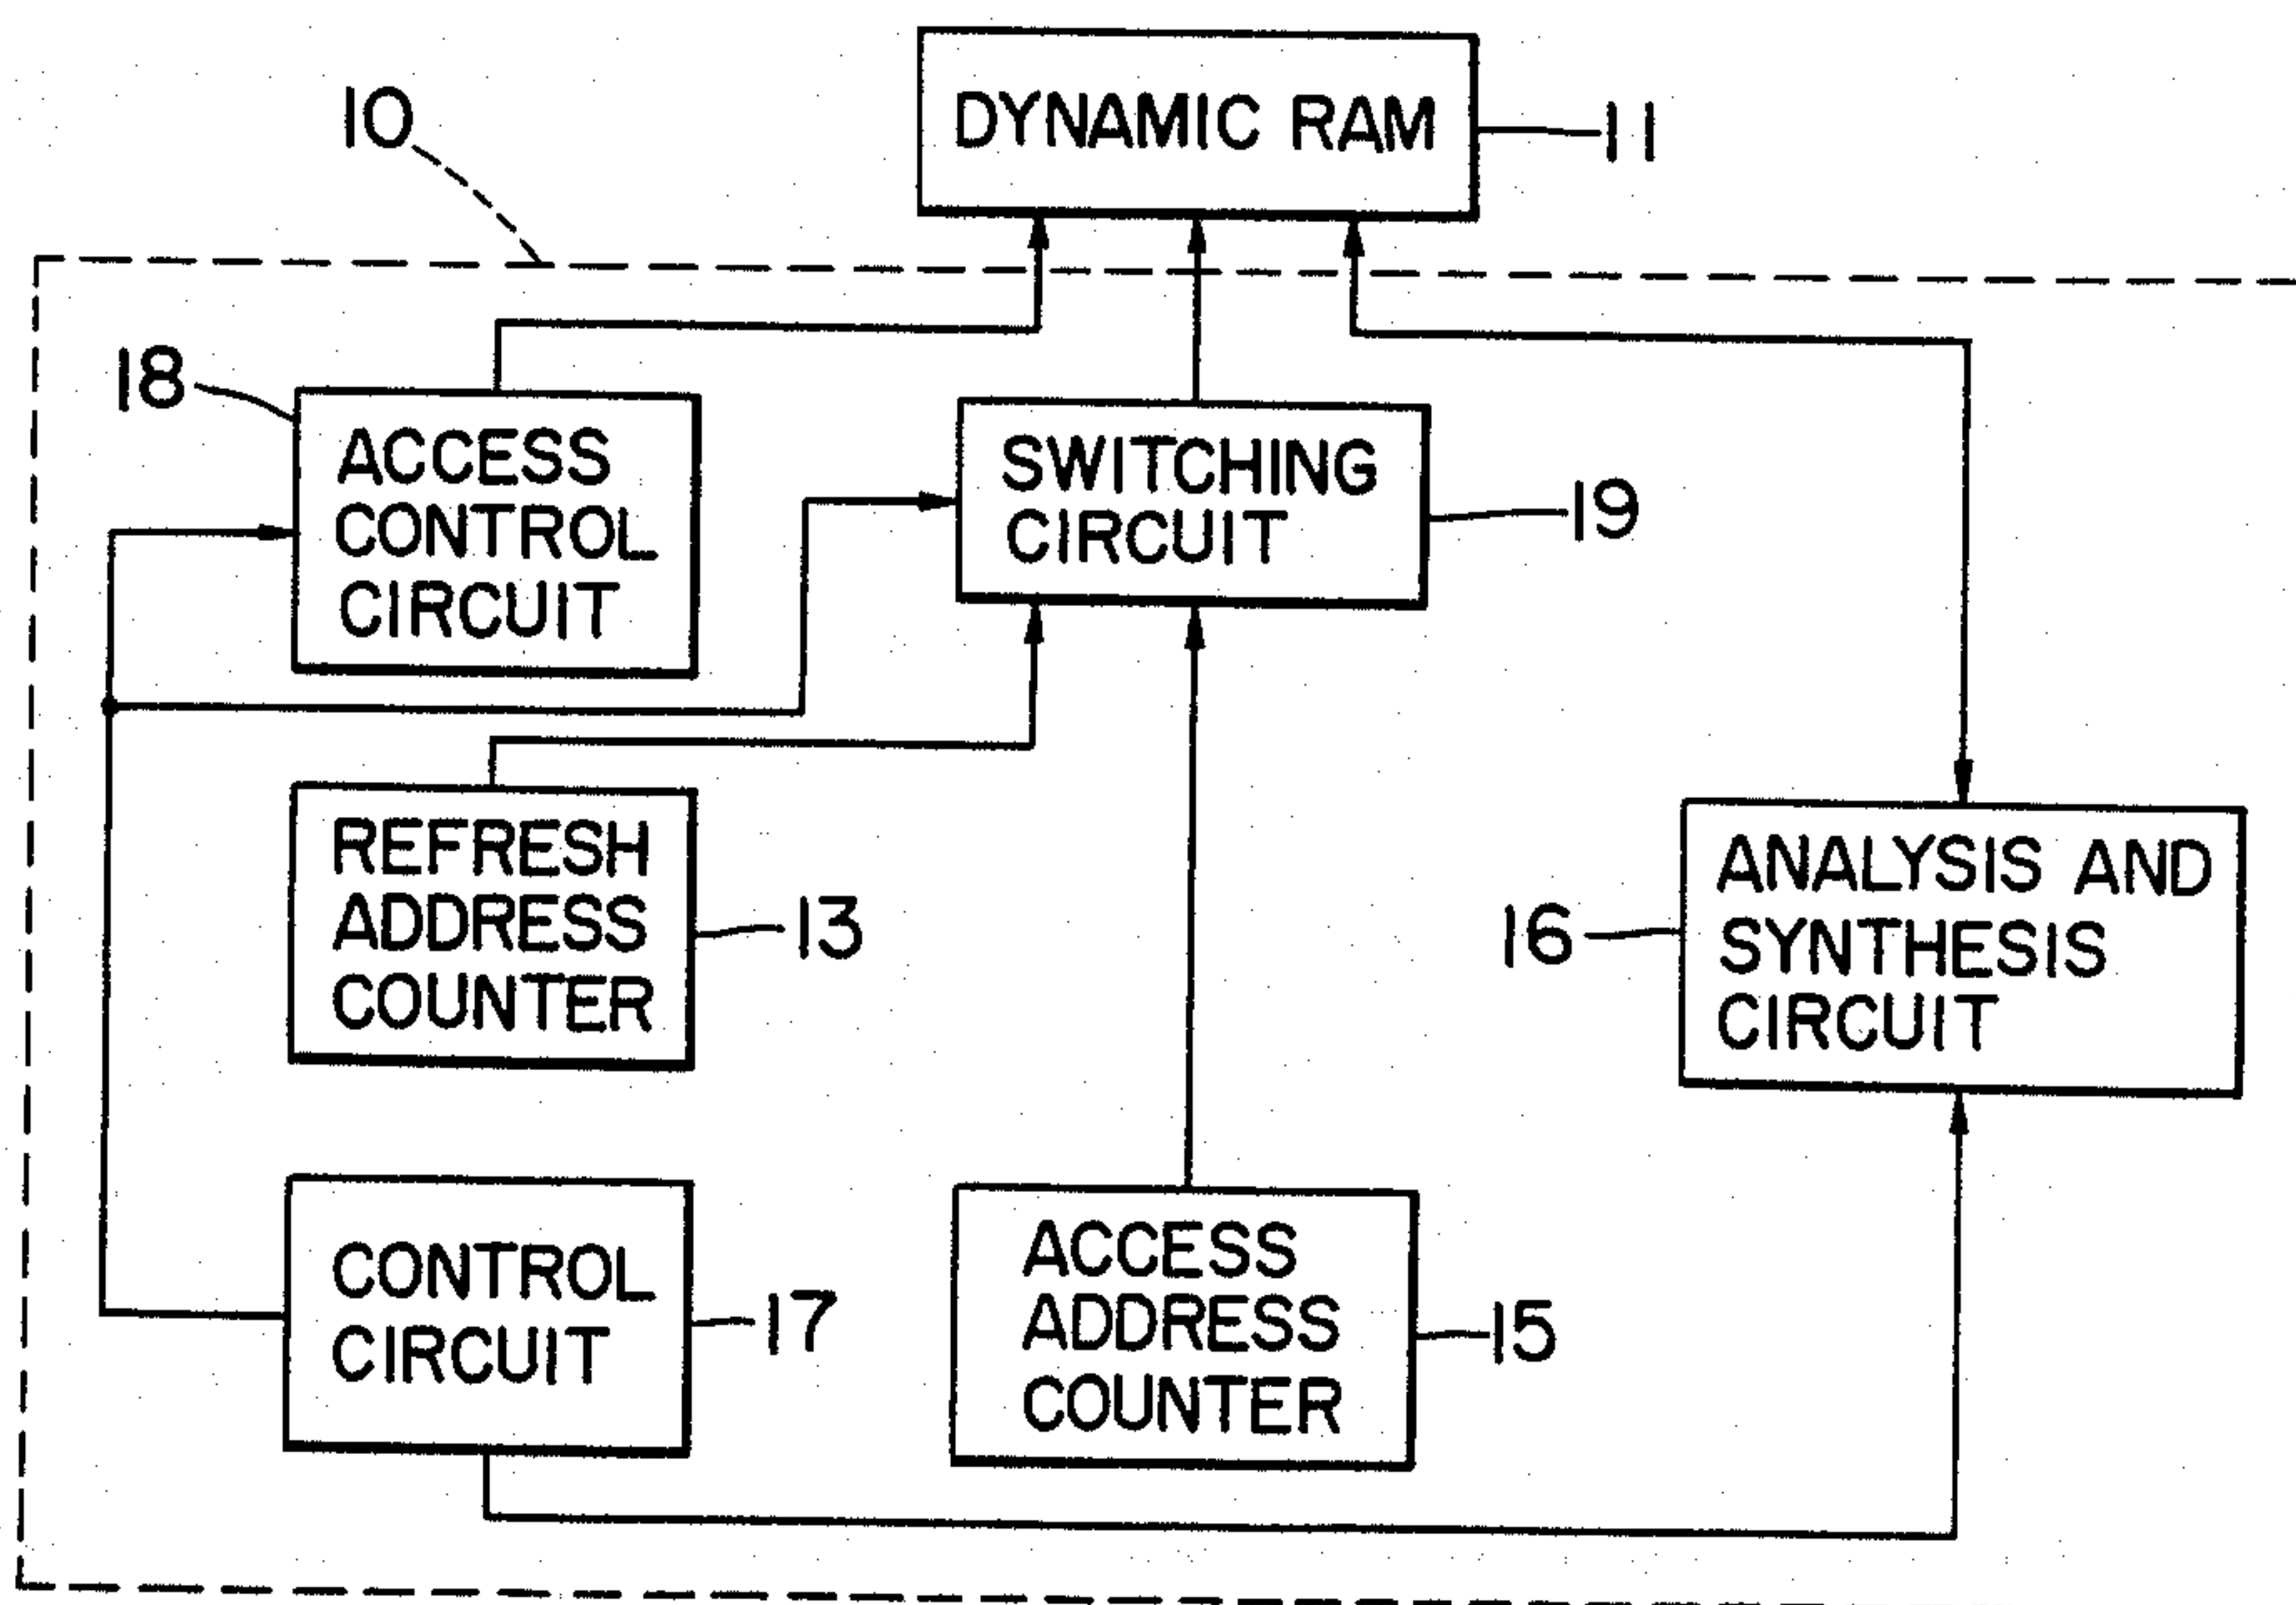 DYNAMIC RAM
11
10
18
ACCESS
CONTROL
CIRCUIT
SWITCHING
CIRCUIT
19
REFRESH
ADDRESS
COUNTER
13
16
ANALYSIS AND
SYNTHESIS
CIRCUIT
CONTROL
CIRCUIT
17
ACCESS
ADDRESS
COUNTER
15